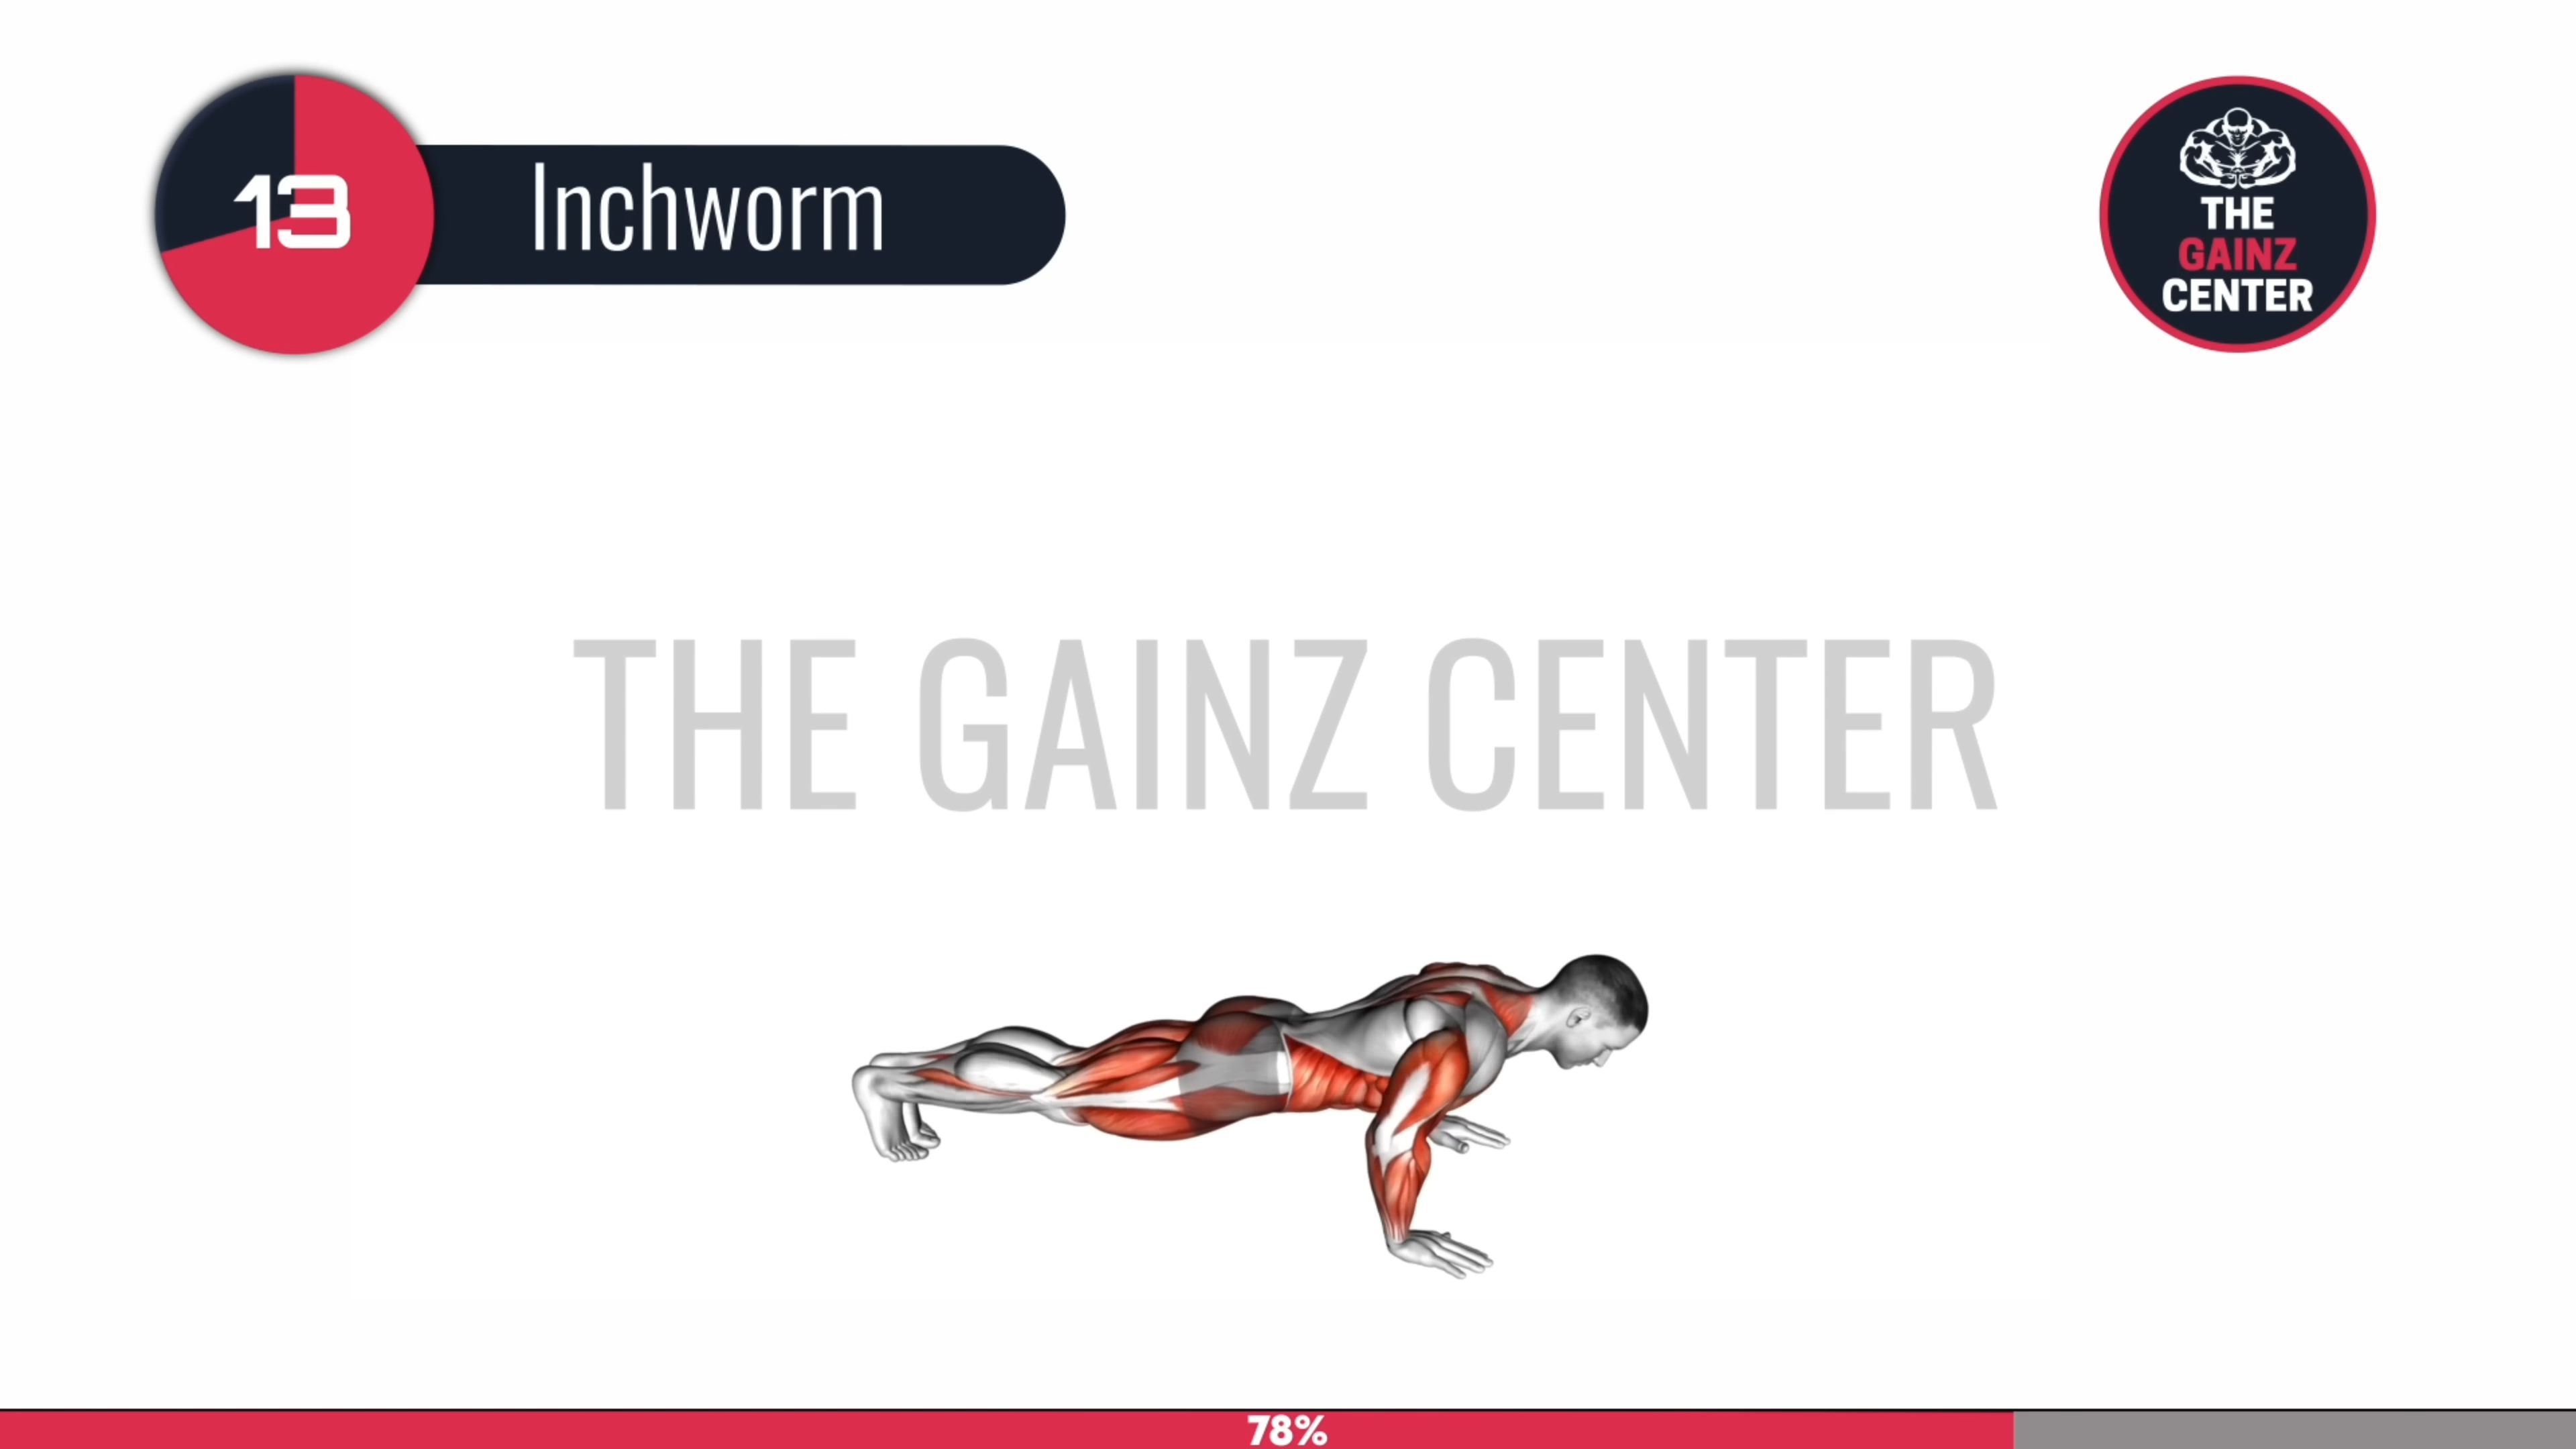 13
Inchworm
THE
GAINZ
CENTER
THE GAINZ CENTER
78%